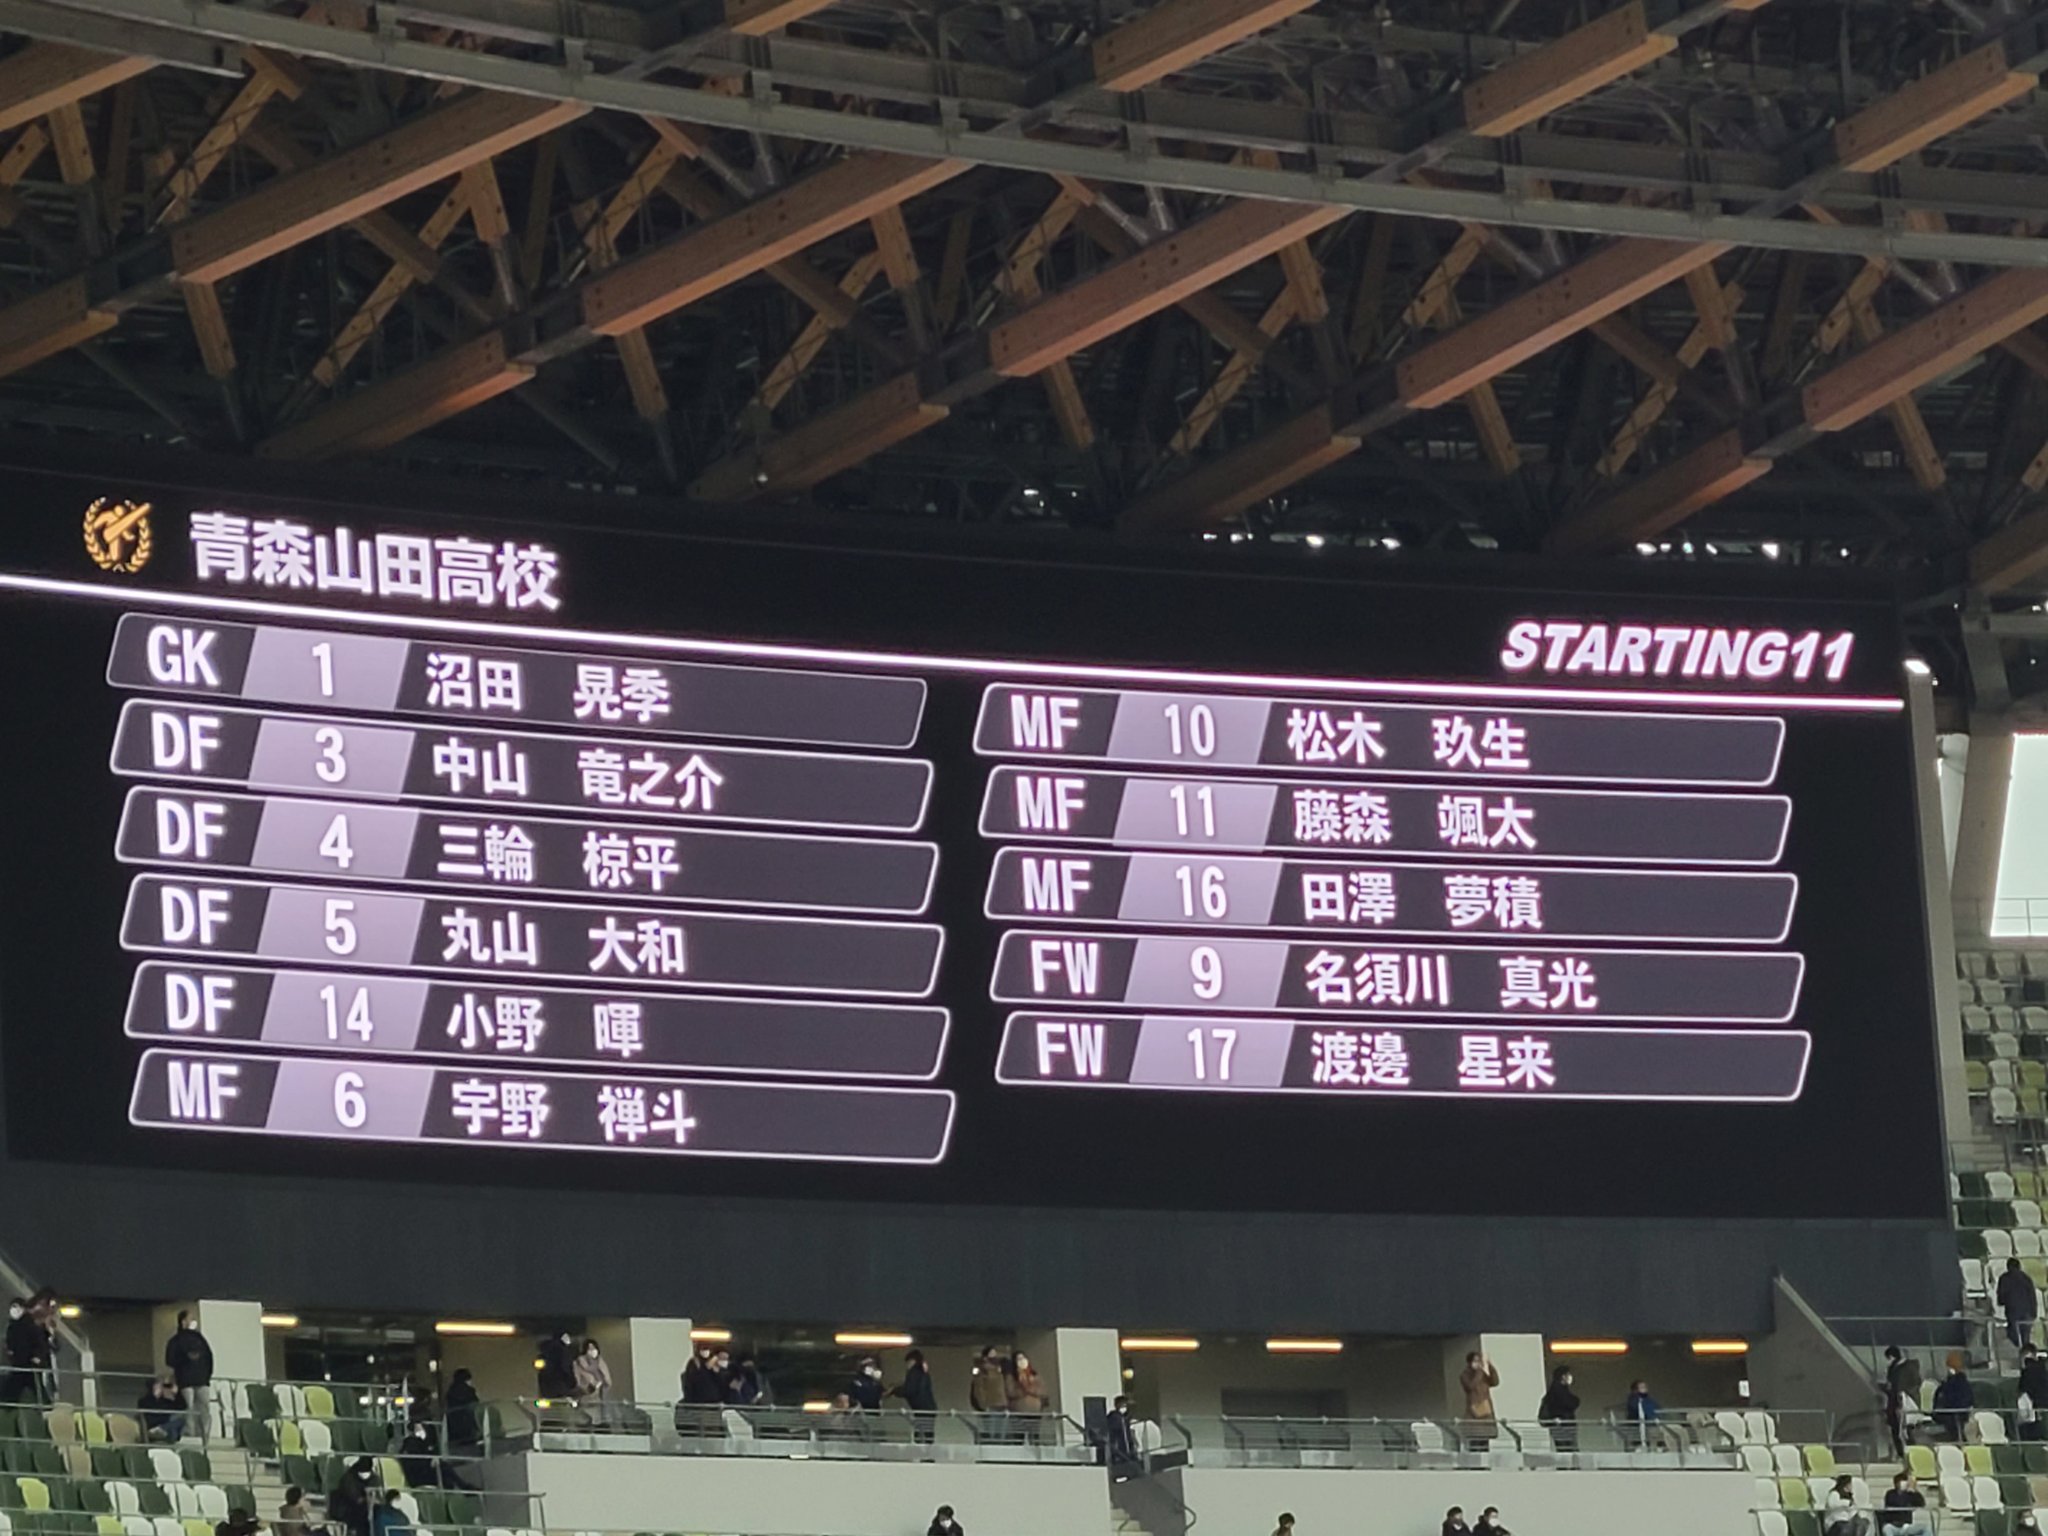 青森山田高校
STARTING11
GK 1 沼田 晃季
DF 3 中山 竜之介
DF 4 三輪 椋平
DF 5 丸山 大和
DF 14 小野 暉
MF 6 宇野 禅斗
MF 10 松木 玖生
MF 11 藤森 颯太
MF 16 田澤 夢積
FW 9 名須川 真光
FW 17 渡邊 星来